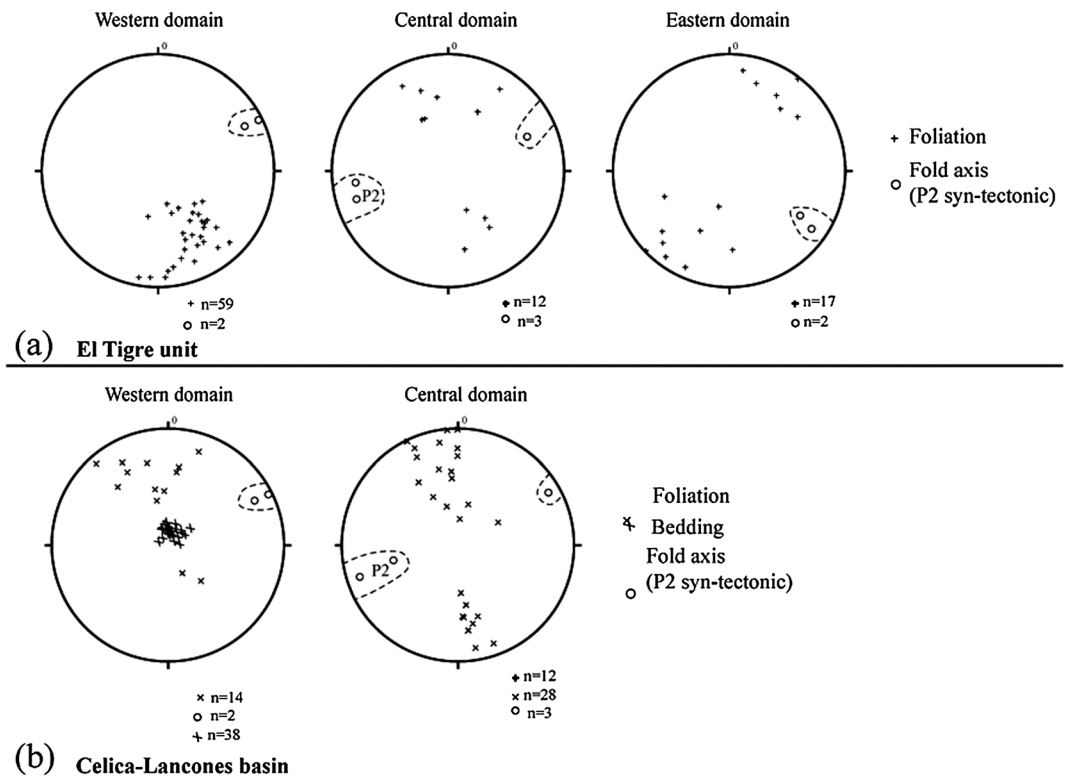 Western domain
Central domain
Eastern domain
0
0
0
P2
+ Foliation
Fold axis
(P2 syn-tectonic)
+ n=59
n=2
+ n=12
n=3
+ n=17
n=2
(a) El Tigre unit
Western domain
Central domain
0
0
P2
Foliation
Bedding
Fold axis
(P2 syn-tectonic)
× n=14
n=2
n=38
+ n=12
× n=28
n=3
(b) Celica-Lancones basin